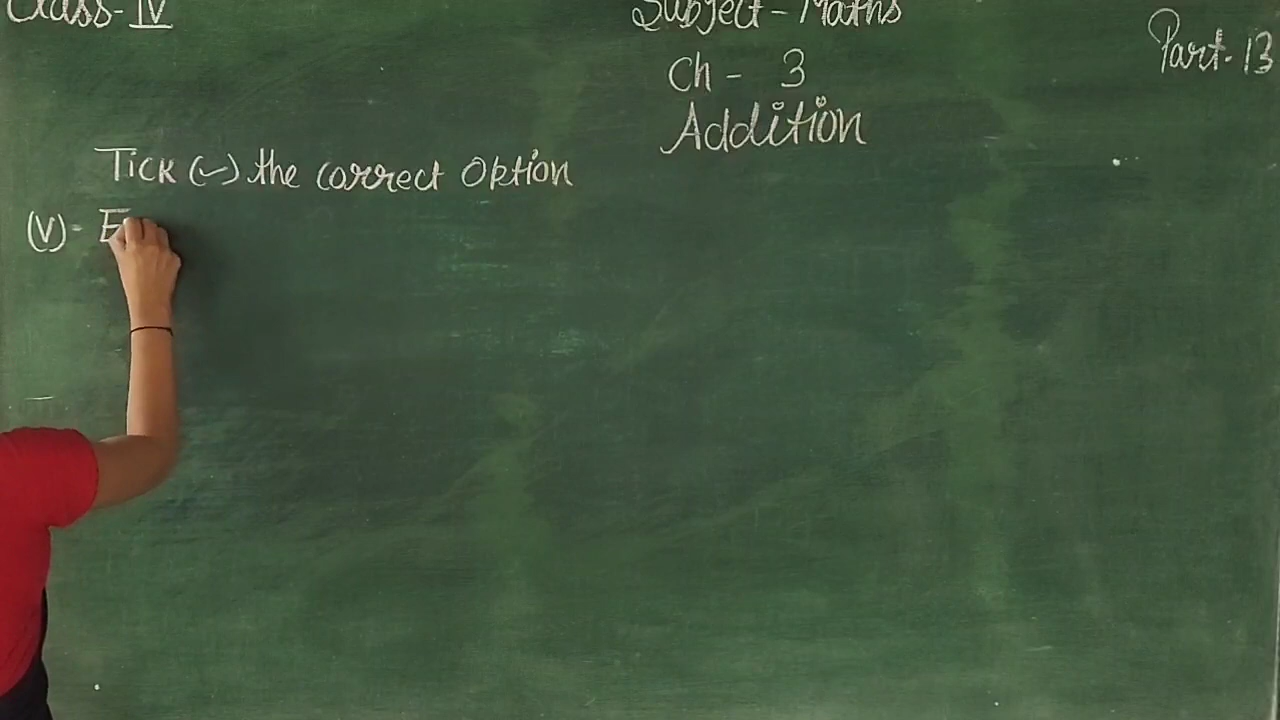 Class-IV
Subject - Maths
Part-13
Ch - 3
Addition
Tick (✓) the correct option
(V)- E